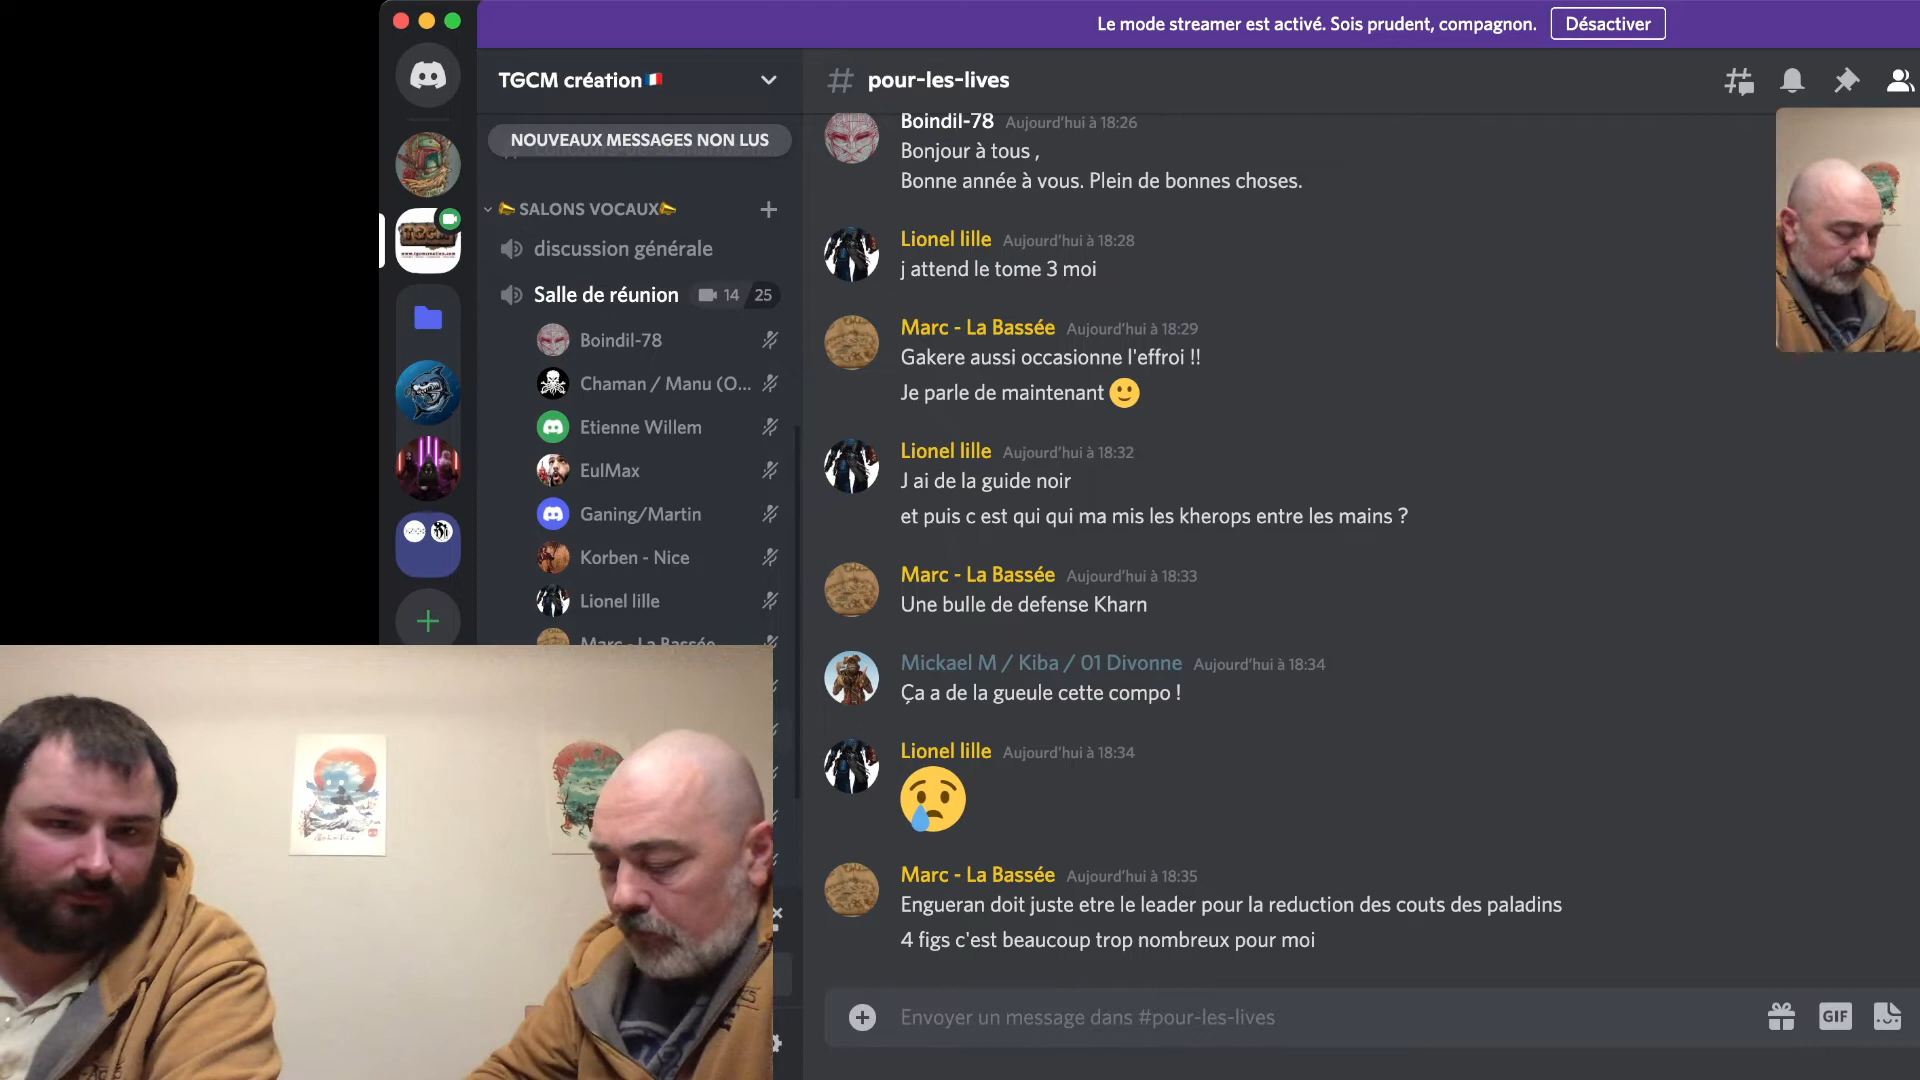 Le mode streamer est activé. Sois prudent, compagnon.
Désactiver
TGCM création
NOUVEAUX MESSAGES NON LUS
SALONS VOCAUX
discussion générale
Salle de réunion 14 25
Boindil-78
Chaman / Manu (O...
Etienne Willem
EulMax
Ganing/Martin
Korben - Nice
Lionel lille
Marc - La Bassée
# pour-les-lives
Boindil-78 Aujourd'hui à 18:26
Bonjour à tous ,
Bonne année à vous. Plein de bonnes choses.
Lionel lille Aujourd'hui à 18:28
j attend le tome 3 moi
Marc - La Bassée Aujourd'hui à 18:29
Gakere aussi occasionne l'effroi !!
Je parle de maintenant 🙂
Lionel lille Aujourd'hui à 18:32
J ai de la guide noir
et puis c est qui qui ma mis les kherops entre les mains ?
Marc - La Bassée Aujourd'hui à 18:33
Une bulle de defense Kharn
Mickael M / Kiba / 01 Divonne Aujourd'hui à 18:34
Ça a de la gueule cette compo !
Lionel lille Aujourd'hui à 18:34
😢
Marc - La Bassée Aujourd'hui à 18:35
Engueran doit juste etre le leader pour la reduction des couts des paladins
4 figs c'est beaucoup trop nombreux pour moi
Envoyer un message dans #pour-les-lives
GIF